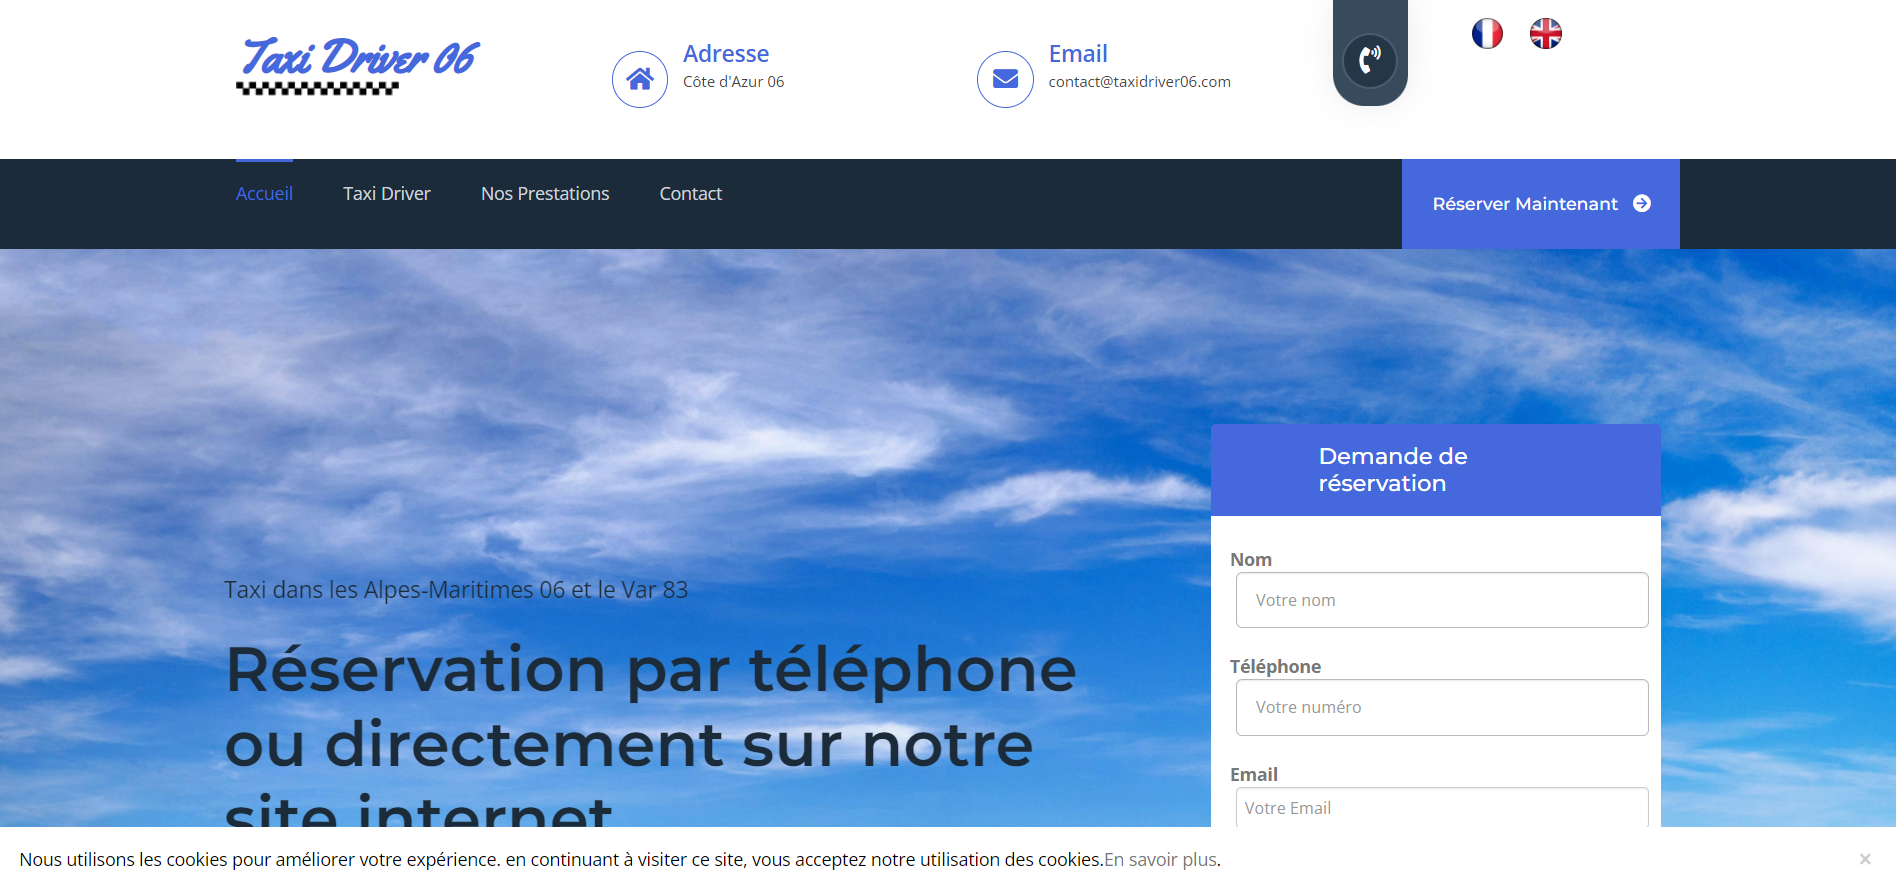 Taxi Driver 06
Adresse
Côte d'Azur 06
Email
contact@taxidriver06.com
Accueil
Taxi Driver
Nos Prestations
Contact
Réserver Maintenant
Taxi dans les Alpes-Maritimes 06 et le Var 83
Réservation par téléphone
ou directement sur notre
site internet
Demande de
réservation
Nom
Votre nom
Téléphone
Votre numéro
Email
Votre Email
Nous utilisons les cookies pour améliorer votre expérience. en continuant à visiter ce site, vous acceptez notre utilisation des cookies.En savoir plus.
×